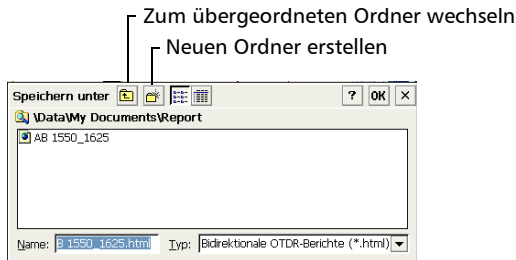 Zum übergeordneten Ordner wechseln
Neuen Ordner erstellen
Speichern unter ? OK ×
\Data\My Documents\Report
AB 1550_1625
Name: B 1550_1625.html Typ: Bidirektionale OTDR-Berichte (*.html)